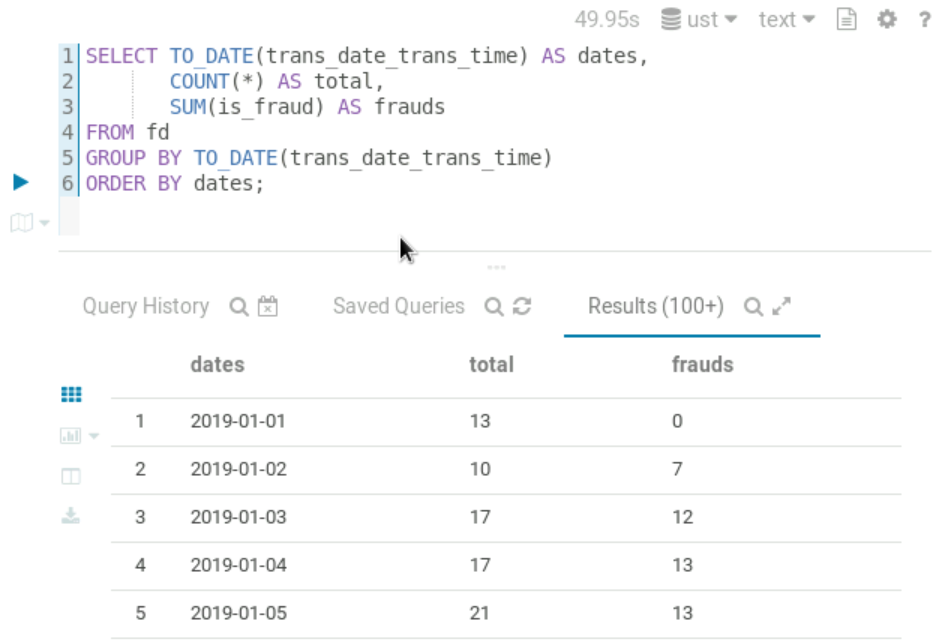 49.95s ust text ?
1 SELECT TO_DATE(trans_date_trans_time) AS dates,
2 COUNT(*) AS total,
3 SUM(is_fraud) AS frauds
4 FROM fd
5 GROUP BY TO_DATE(trans_date_trans_time)
6 ORDER BY dates;
Query History Saved Queries Results (100+)
dates total frauds
1 2019-01-01 13 0
2 2019-01-02 10 7
3 2019-01-03 17 12
4 2019-01-04 17 13
5 2019-01-05 21 13